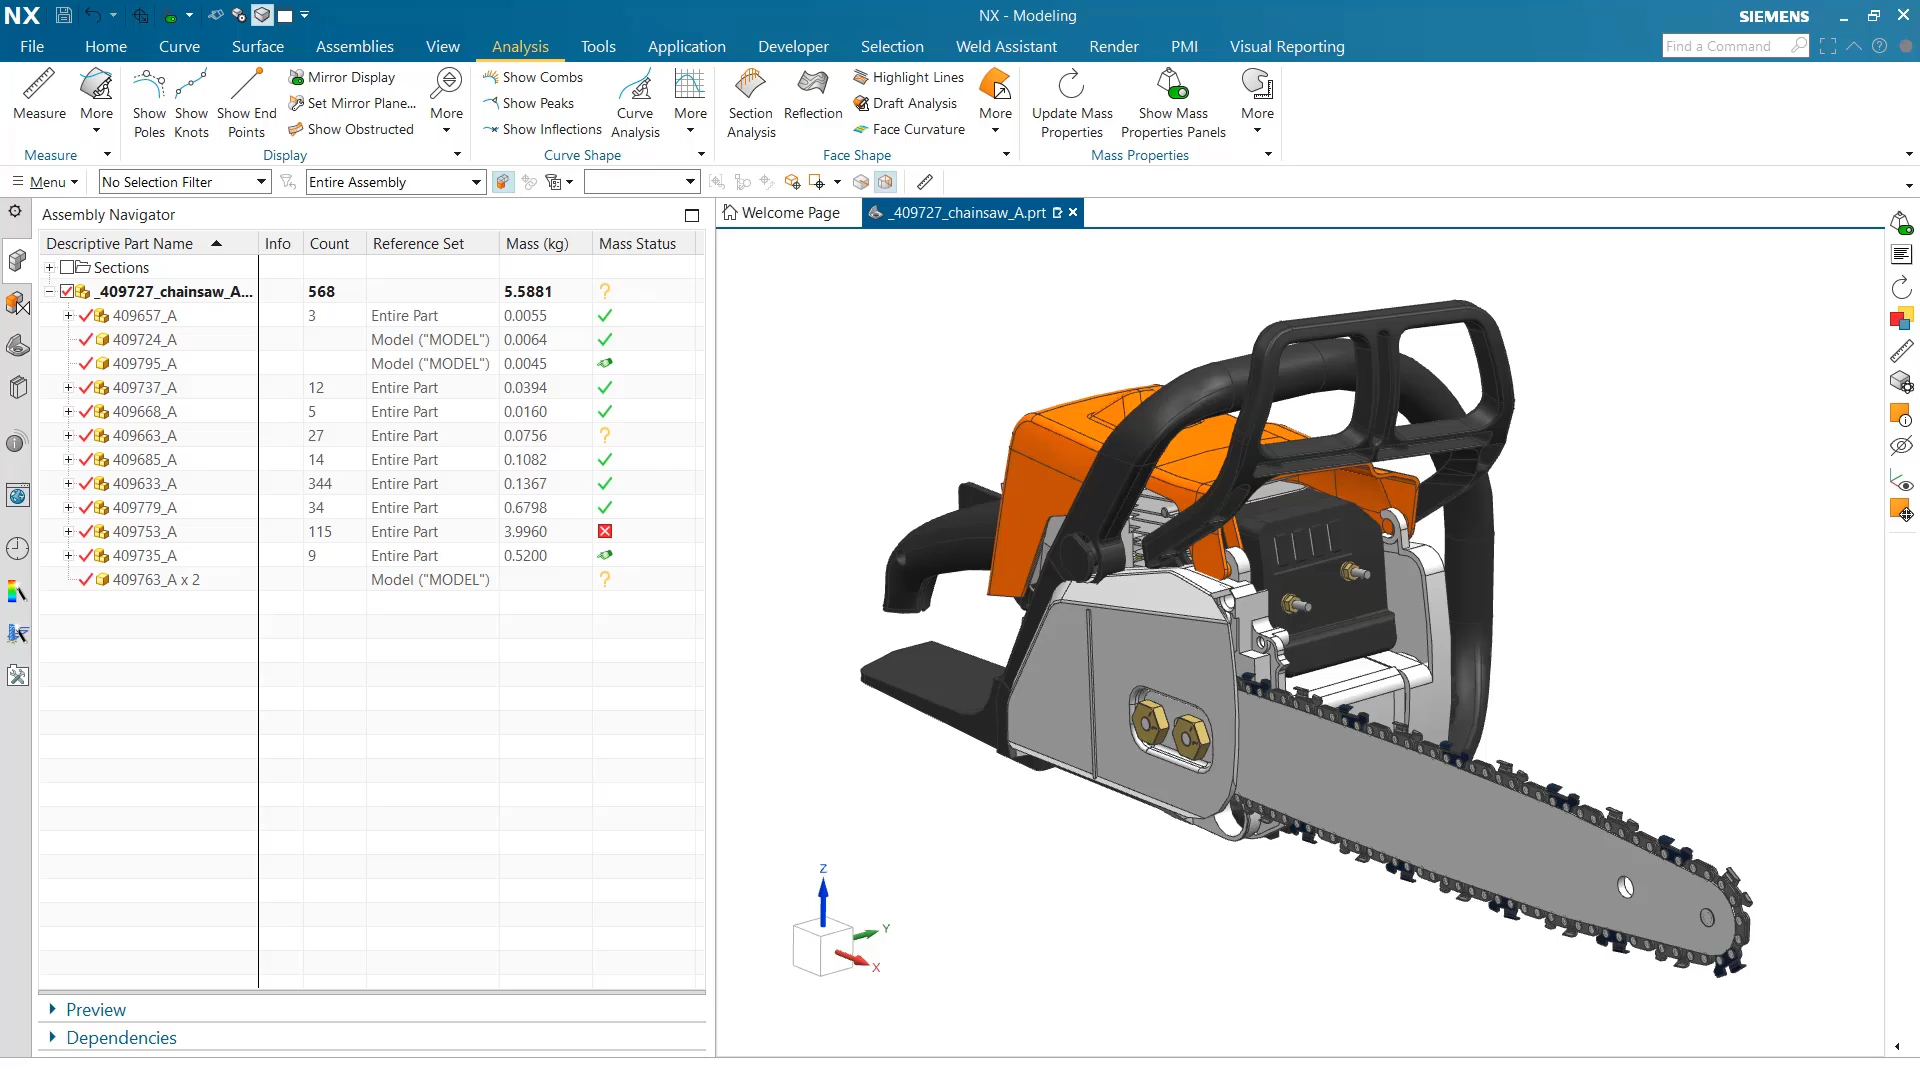 NX
NX - Modeling
SIEMENS
File Home Curve Surface Assemblies View Analysis Tools Application Developer Selection Weld Assistant Render PMI Visual Reporting
Find a Command
Measure
More
Show Poles
Show Knots
Show End Points
Mirror Display
Set Mirror Plane...
Show Obstructed
More
Show Combs
Show Peaks
Show Inflections
Curve Analysis
More
Section Analysis
Reflection
Highlight Lines
Draft Analysis
Face Curvature
More
Update Mass Properties
Show Mass Properties Panels
More
Measure Display Curve Shape Face Shape Mass Properties
Menu No Selection Filter Entire Assembly
Assembly Navigator
Welcome Page _409727_chainsaw_A.prt
Descriptive Part Name Info Count Reference Set Mass (kg) Mass Status
Sections
_409727_chainsaw_A... 568 5.5881 ?
409657_A 3 Entire Part 0.0055
409724_A Model ("MODEL") 0.0064
409795_A Model ("MODEL") 0.0045
409737_A 12 Entire Part 0.0394
409668_A 5 Entire Part 0.0160
409663_A 27 Entire Part 0.0756 ?
409685_A 14 Entire Part 0.1082
409633_A 344 Entire Part 0.1367
409779_A 34 Entire Part 0.6798
409753_A 115 Entire Part 3.9960
409735_A 9 Entire Part 0.5200
409763_A x 2 Model ("MODEL") ?
Z
Y
X
Preview
Dependencies